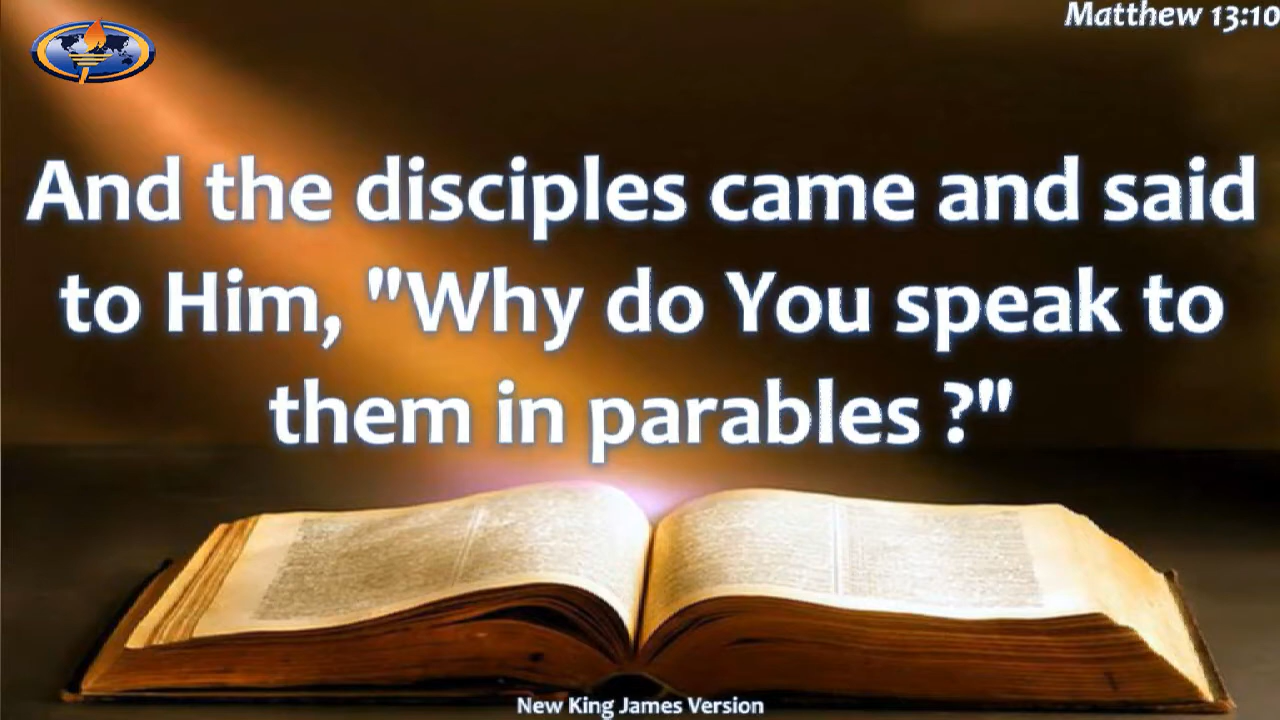 Matthew 13:10
And the disciples came and said
to Him, "Why do You speak to
them in parables ?"
New King James Version